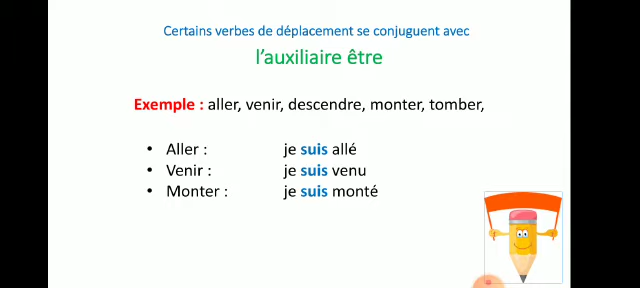 Certains verbes de déplacement se conjuguent avec
l'auxiliaire être
Exemple : aller, venir, descendre, monter, tomber,
• Aller : je suis allé
• Venir : je suis venu
• Monter : je suis monté